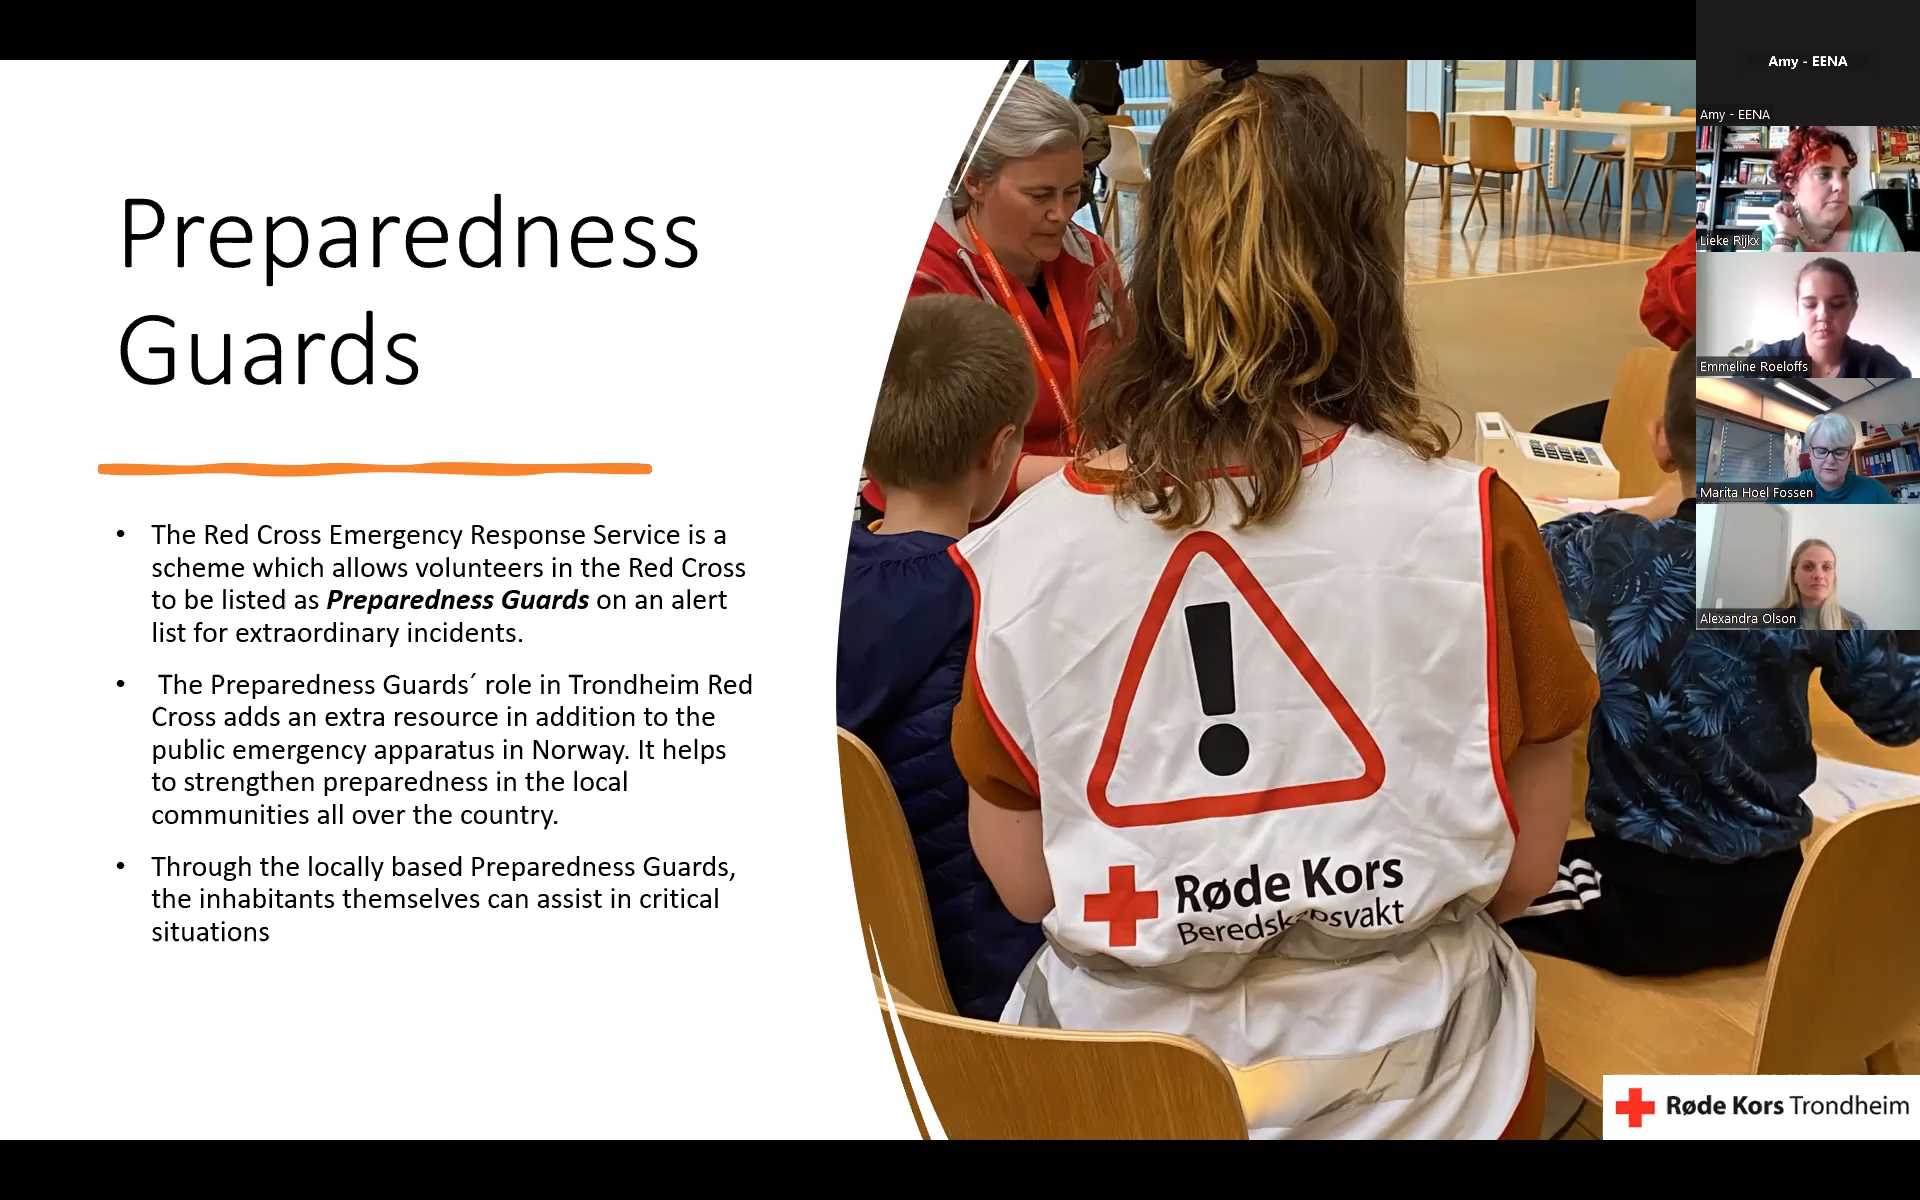 Preparedness
Guards
• The Red Cross Emergency Response Service is a
scheme which allows volunteers in the Red Cross
to be listed as Preparedness Guards on an alert
list for extraordinary incidents.
• The Preparedness Guards´ role in Trondheim Red
Cross adds an extra resource in addition to the
public emergency apparatus in Norway. It helps
to strengthen preparedness in the local
communities all over the country.
• Through the locally based Preparedness Guards,
the inhabitants themselves can assist in critical
situations
!
Røde Kors
Beredskapsvakt
Røde Kors Trondheim
Amy - EENA
Amy - EENA
Lieke Rijkx
Emmeline Roeloffs
Marita Hoel Fossen
Alexandra Olson